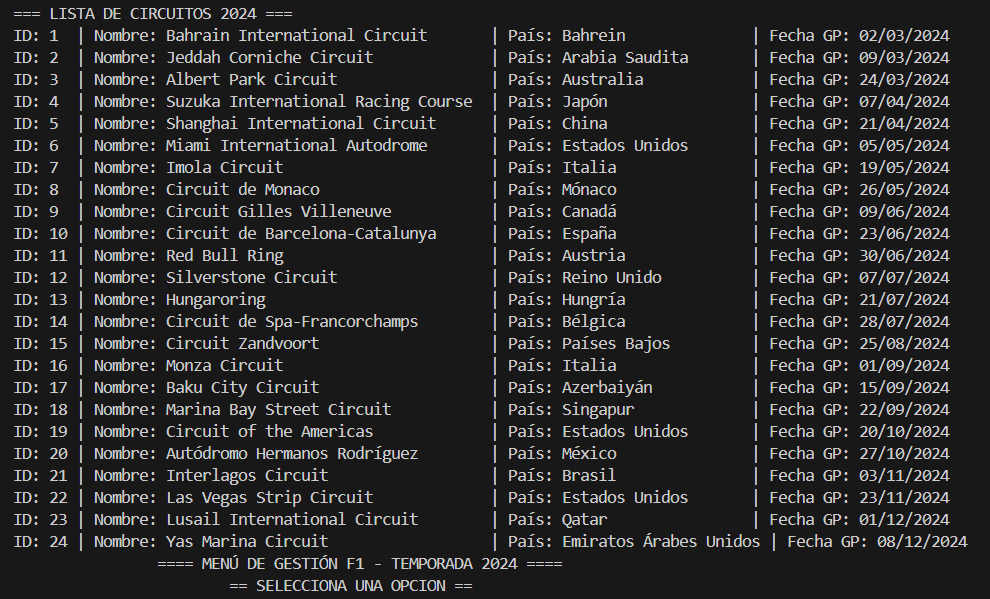 === LISTA DE CIRCUITOS 2024 ===
ID: 1  | Nombre: Bahrain International Circuit       | País: Bahrein              | Fecha GP: 02/03/2024
ID: 2  | Nombre: Jeddah Corniche Circuit             | País: Arabia Saudita       | Fecha GP: 09/03/2024
ID: 3  | Nombre: Albert Park Circuit                 | País: Australia            | Fecha GP: 24/03/2024
ID: 4  | Nombre: Suzuka International Racing Course  | País: Japón                | Fecha GP: 07/04/2024
ID: 5  | Nombre: Shanghai International Circuit      | País: China                | Fecha GP: 21/04/2024
ID: 6  | Nombre: Miami International Autodrome       | País: Estados Unidos       | Fecha GP: 05/05/2024
ID: 7  | Nombre: Imola Circuit                       | País: Italia               | Fecha GP: 19/05/2024
ID: 8  | Nombre: Circuit de Monaco                   | País: Mónaco               | Fecha GP: 26/05/2024
ID: 9  | Nombre: Circuit Gilles Villeneuve           | País: Canadá               | Fecha GP: 09/06/2024
ID: 10 | Nombre: Circuit de Barcelona-Catalunya      | País: España               | Fecha GP: 23/06/2024
ID: 11 | Nombre: Red Bull Ring                       | País: Austria              | Fecha GP: 30/06/2024
ID: 12 | Nombre: Silverstone Circuit                 | País: Reino Unido          | Fecha GP: 07/07/2024
ID: 13 | Nombre: Hungaroring                         | País: Hungría              | Fecha GP: 21/07/2024
ID: 14 | Nombre: Circuit de Spa-Francorchamps        | País: Bélgica              | Fecha GP: 28/07/2024
ID: 15 | Nombre: Circuit Zandvoort                   | País: Países Bajos         | Fecha GP: 25/08/2024
ID: 16 | Nombre: Monza Circuit                       | País: Italia               | Fecha GP: 01/09/2024
ID: 17 | Nombre: Baku City Circuit                   | País: Azerbaiyán           | Fecha GP: 15/09/2024
ID: 18 | Nombre: Marina Bay Street Circuit           | País: Singapur             | Fecha GP: 22/09/2024
ID: 19 | Nombre: Circuit of the Americas             | País: Estados Unidos       | Fecha GP: 20/10/2024
ID: 20 | Nombre: Autódromo Hermanos Rodríguez        | País: México               | Fecha GP: 27/10/2024
ID: 21 | Nombre: Interlagos Circuit                  | País: Brasil               | Fecha GP: 03/11/2024
ID: 22 | Nombre: Las Vegas Strip Circuit             | País: Estados Unidos       | Fecha GP: 23/11/2024
ID: 23 | Nombre: Lusail International Circuit        | País: Qatar                | Fecha GP: 01/12/2024
ID: 24 | Nombre: Yas Marina Circuit                  | País: Emiratos Árabes Unidos | Fecha GP: 08/12/2024
==== MENÚ DE GESTIÓN F1 - TEMPORADA 2024 ====
== SELECCIONA UNA OPCION ==